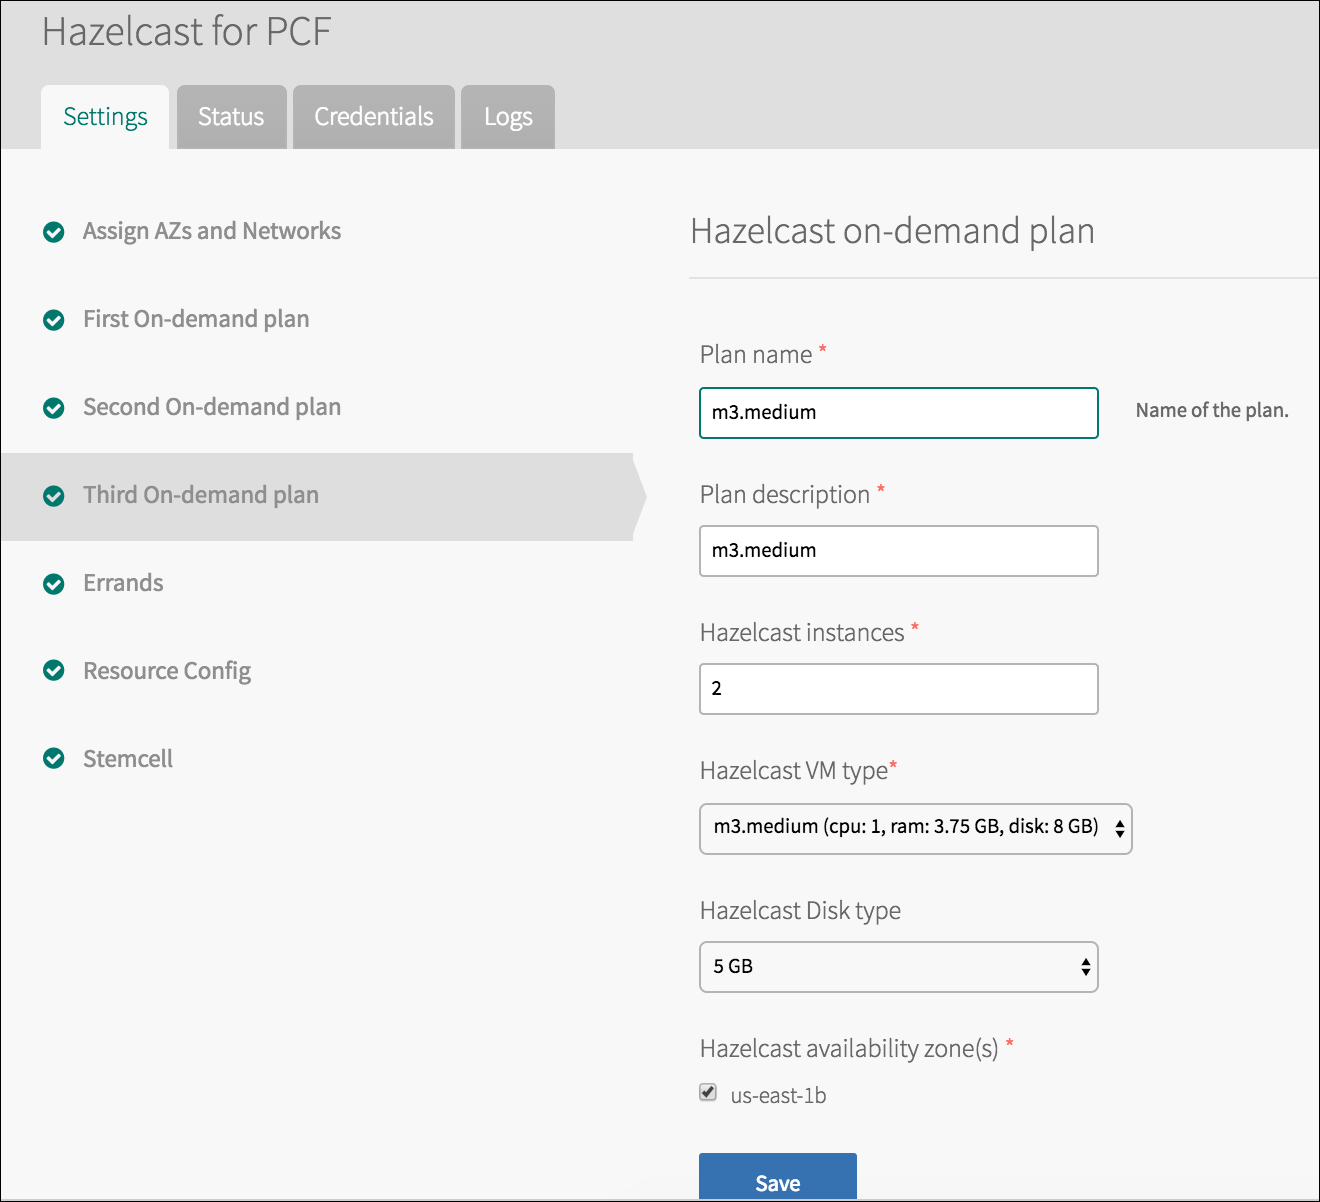 Hazelcast for PCF
Settings
Status
Credentials
Logs
Assign AZs and Networks
First On-demand plan
Second On-demand plan
Third On-demand plan
Errands
Resource Config
Stemcell
Hazelcast on-demand plan
Plan name *
m3.medium
Name of the plan.
Plan description *
m3.medium
Hazelcast instances *
2
Hazelcast VM type*
m3.medium (cpu: 1, ram: 3.75 GB, disk: 8 GB)
Hazelcast Disk type
5 GB
Hazelcast availability zone(s) *
us-east-1b
Save